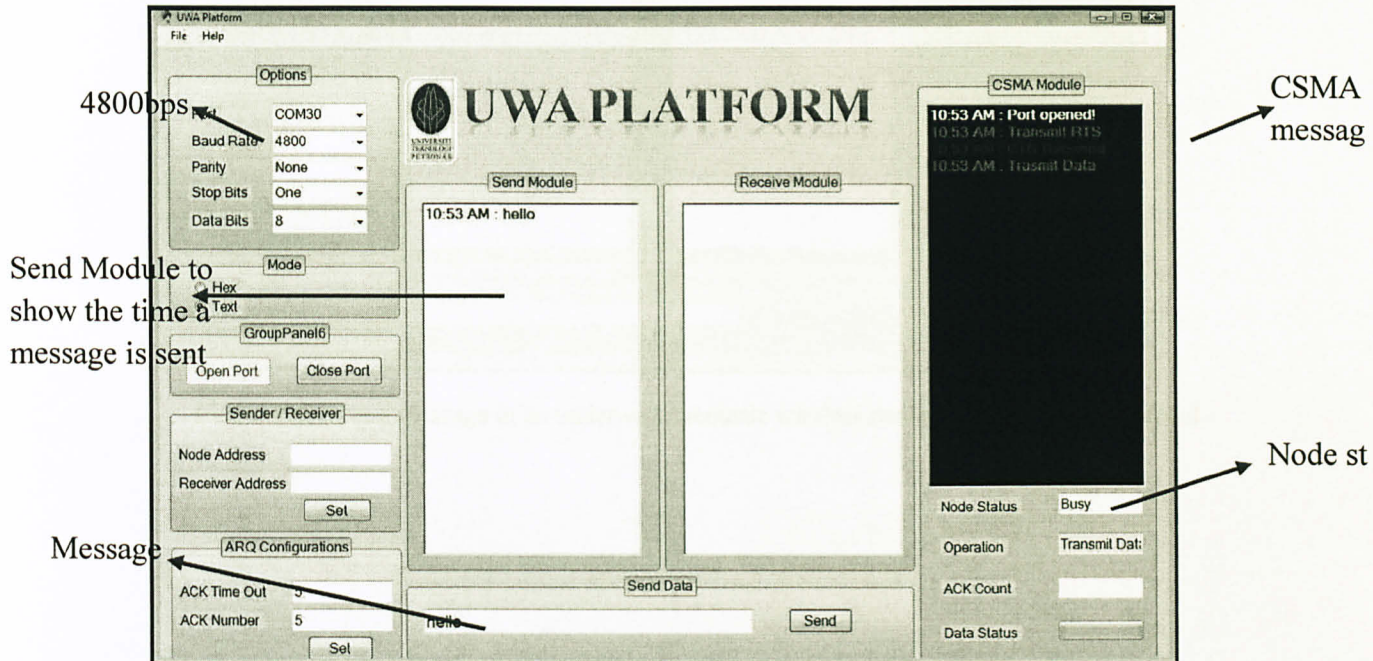 UWA Platform
File Help
Options
4800bps
COM30
Baud Rate 4800
Parity None
Stop Bits One
Data Bits 8
Mode
Hex
Text
Send Module to
show the time a
message is sent
GroupPanel6
Open Port Close Port
Sender / Receiver
Node Address
Receiver Address
Set
Message
ARQ Configurations
ACK Time Out 5
ACK Number 5
Set
UNIVERSITI
TEKNOLOGI
PETRONAS
UWA PLATFORM
Send Module
10:53 AM : hello
Receive Module
Send Data
hello
Send
CSMA Module
10:53 AM : Port opened!
10:53 AM : Transmit RTS
10:53 AM : Trasmit Data
CSMA
messag
Node st
Node Status Busy
Operation Transmit Dat
ACK Count
Data Status